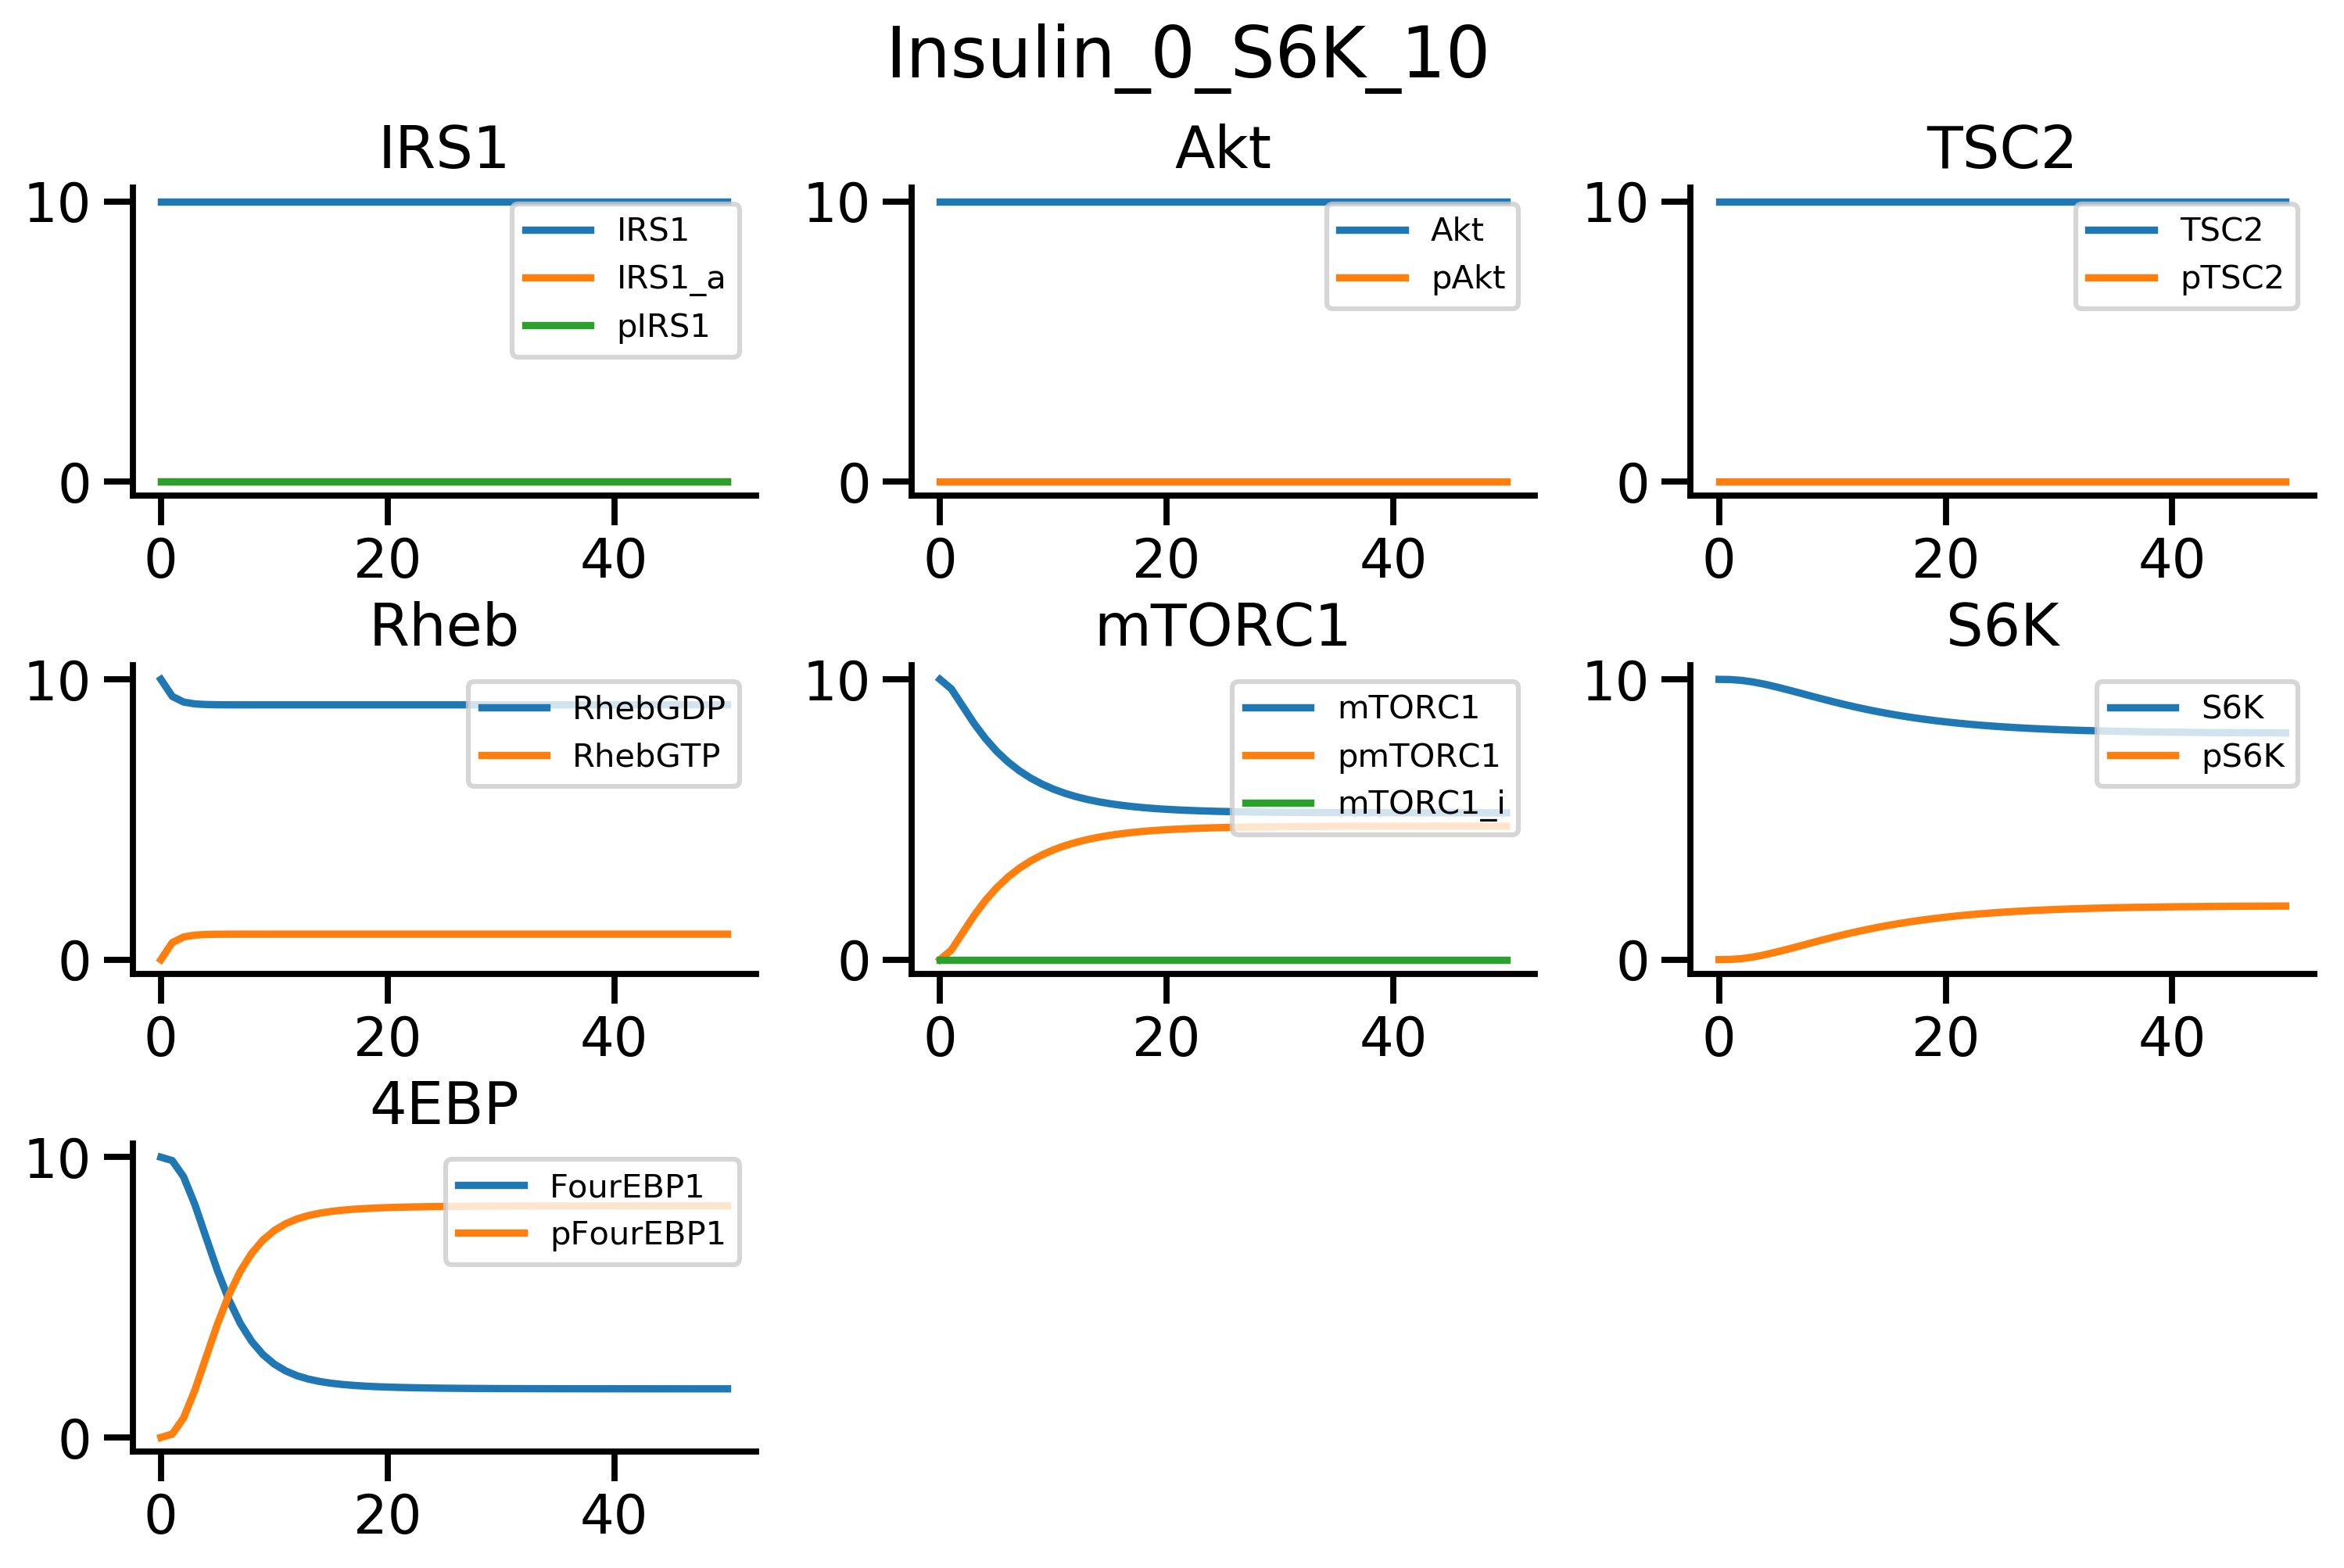 Insulin_0_S6K_10
IRS1
10
0
IRS1
IRS1_a
pIRS1
0 20 40
Akt
10
0
Akt
pAkt
0 20 40
TSC2
10
0
TSC2
pTSC2
0 20 40
Rheb
10
0
RhebGDP
RhebGTP
0 20 40
mTORC1
10
0
mTORC1
pmTORC1
mTORC1_i
0 20 40
S6K
10
0
S6K
pS6K
0 20 40
4EBP
10
0
FourEBP1
pFourEBP1
0 20 40